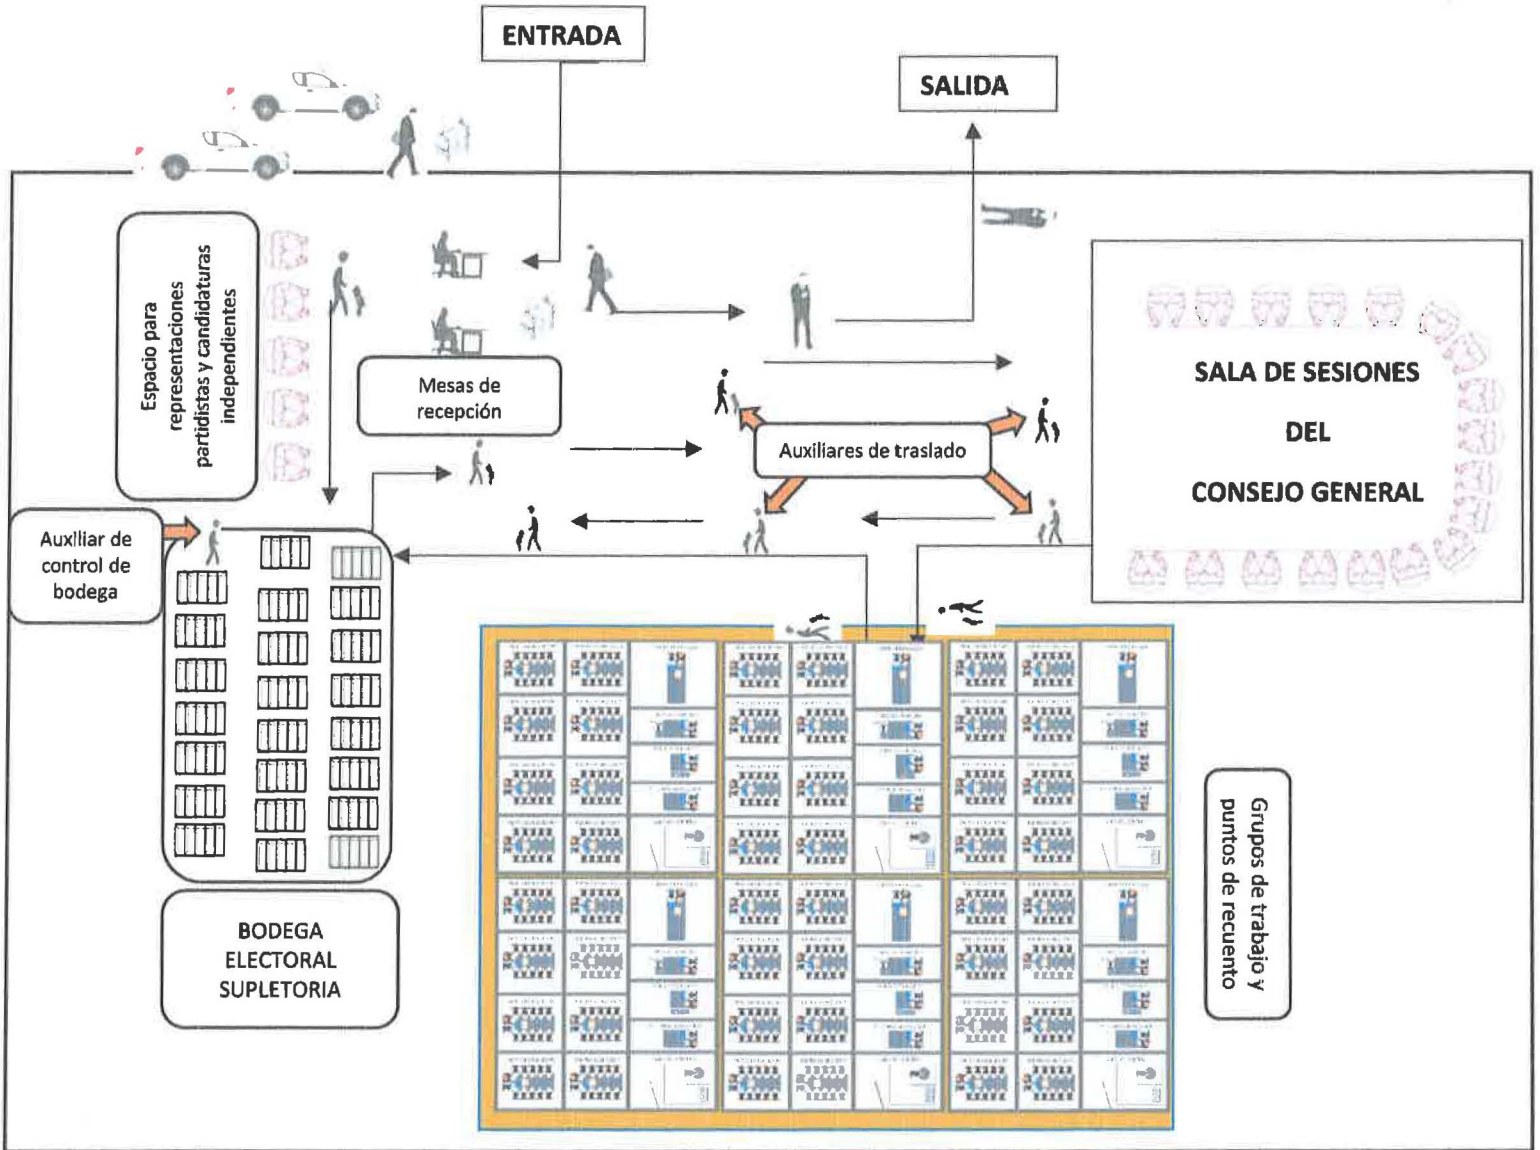 ENTRADA
SALIDA
Espacio para
representaciones
partidistas y candidaturas
independientes
Mesas de
recepción
Auxiliares de traslado
SALA DE SESIONES
DEL
CONSEJO GENERAL
Auxiliar de
control de
bodega
BODEGA
ELECTORAL
SUPLETORIA
Grupos de trabajo y
puntos de recuento